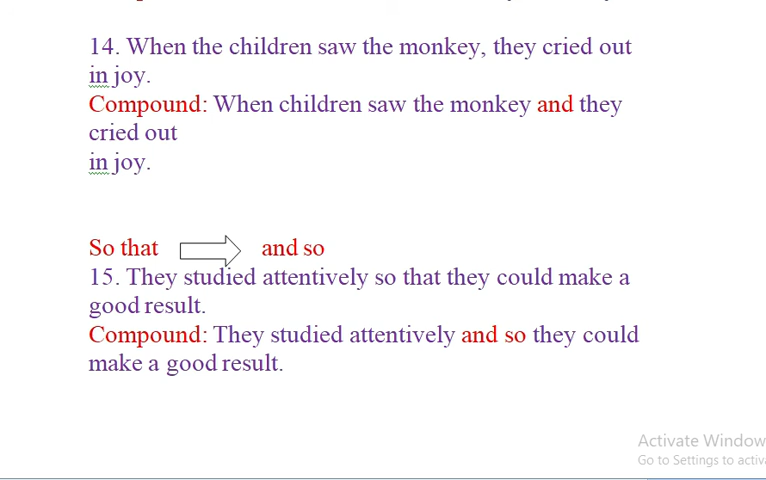 14. When the children saw the monkey, they cried out
in joy.
Compound: When children saw the monkey and they
cried out
in joy.
So that and so
15. They studied attentively so that they could make a
good result.
Compound: They studied attentively and so they could
make a good result.
Activate Window
Go to Settings to activ